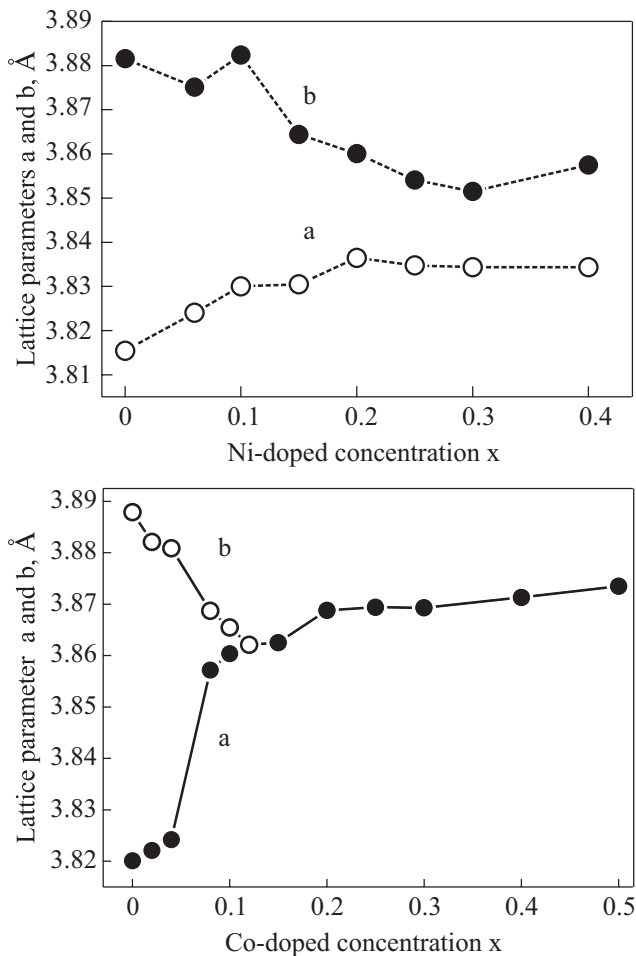 3.89
3.88
3.87
3.86
3.85
3.84
3.83
3.82
3.81
Lattice parameters a and b, Å
b
a
0 0.1 0.2 0.3 0.4
Ni-doped concentration x
3.89
3.88
3.87
3.86
3.85
3.84
3.83
3.82
Lattice parameter a and b, Å
b
a
0 0.1 0.2 0.3 0.4 0.5
Co-doped concentration x